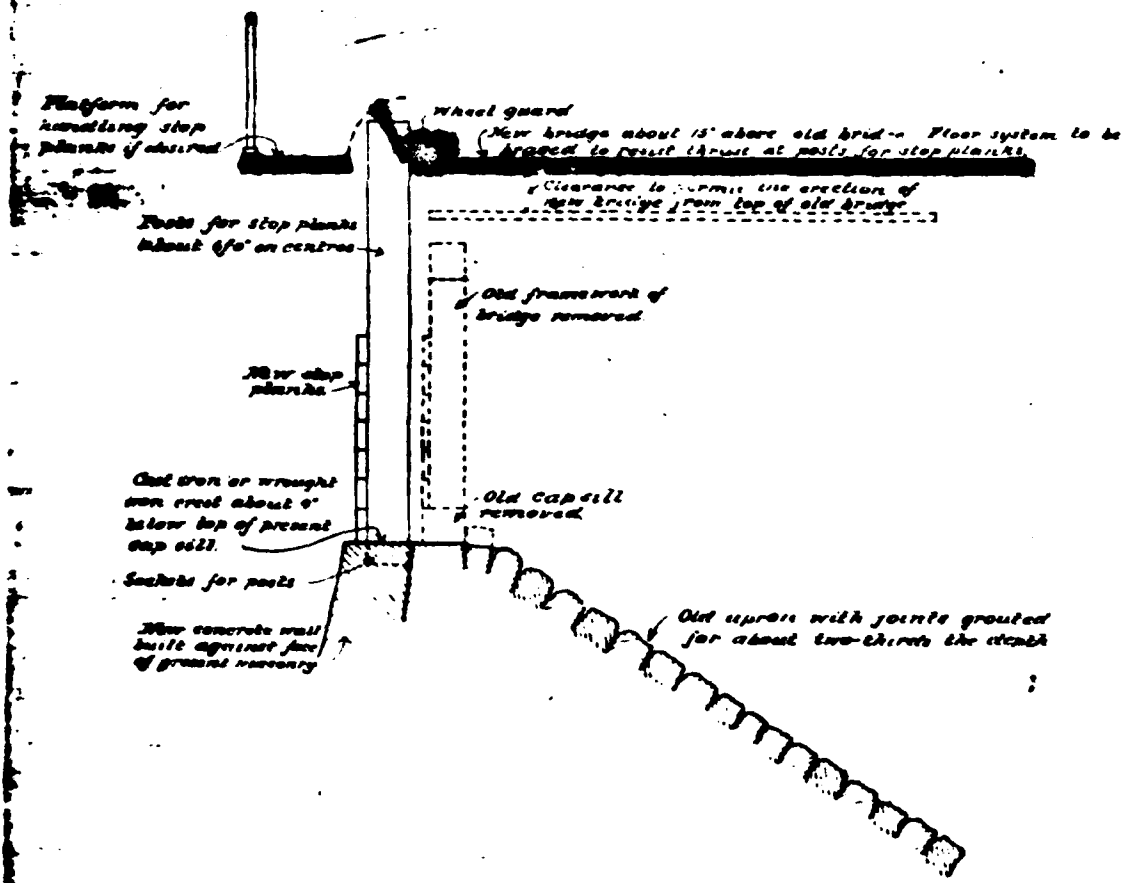 Platform for
handling stop
planks if desired
Wheel guard
New bridge about 15" above old Floor system to be
braced to resist thrust at posts for stop planks
Clearance to permit the erection of
new bridge from top of old bridge
Posts for stop planks
about 6'0" on centres
Old framework of
bridge removed
New stop
planks
Cast iron or wrought
iron crest about 9"
below top of present
cap sill.
Old cap sill
removed
Sockets for posts
New concrete wall
built against face
of present masonry
Old apron with joints grouted
for about two-thirds the depth